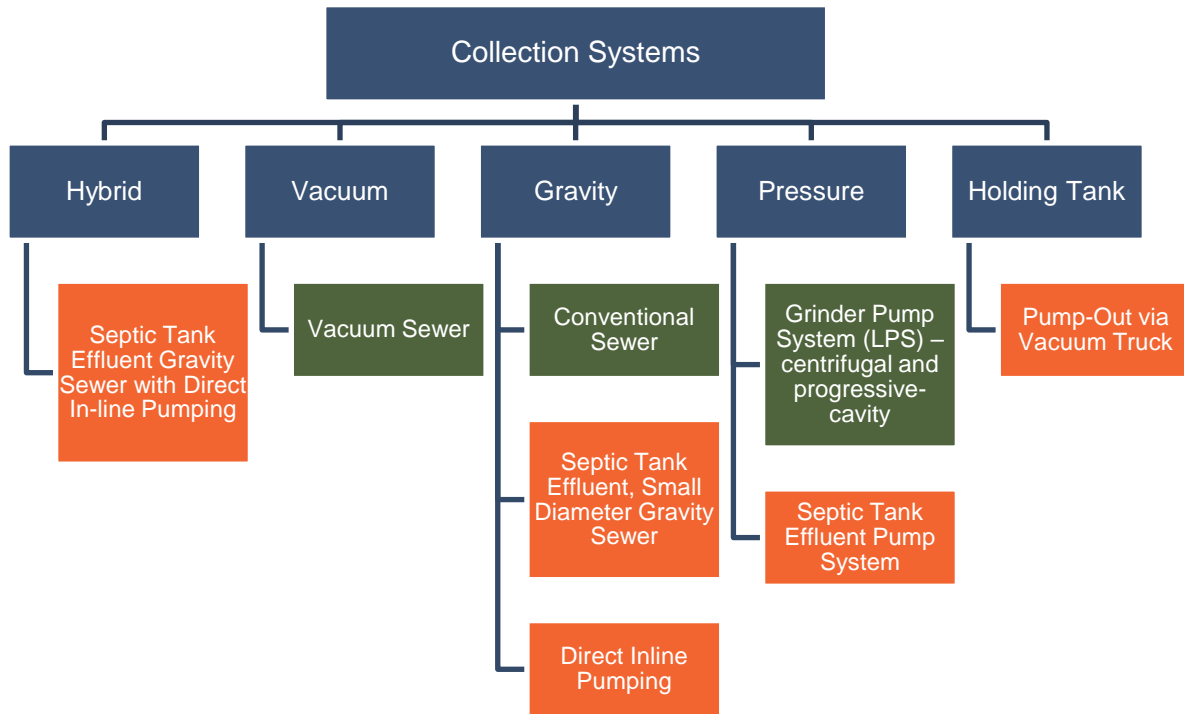 Collection Systems
Hybrid
Vacuum
Gravity
Pressure
Holding Tank
Septic Tank
Effluent Gravity
Sewer with Direct
In-line Pumping
Vacuum Sewer
Conventional
Sewer
Grinder Pump
System (LPS) –
centrifugal and
progressive-
cavity
Pump-Out via
Vacuum Truck
Septic Tank
Effluent, Small
Diameter Gravity
Sewer
Septic Tank
Effluent Pump
System
Direct Inline
Pumping